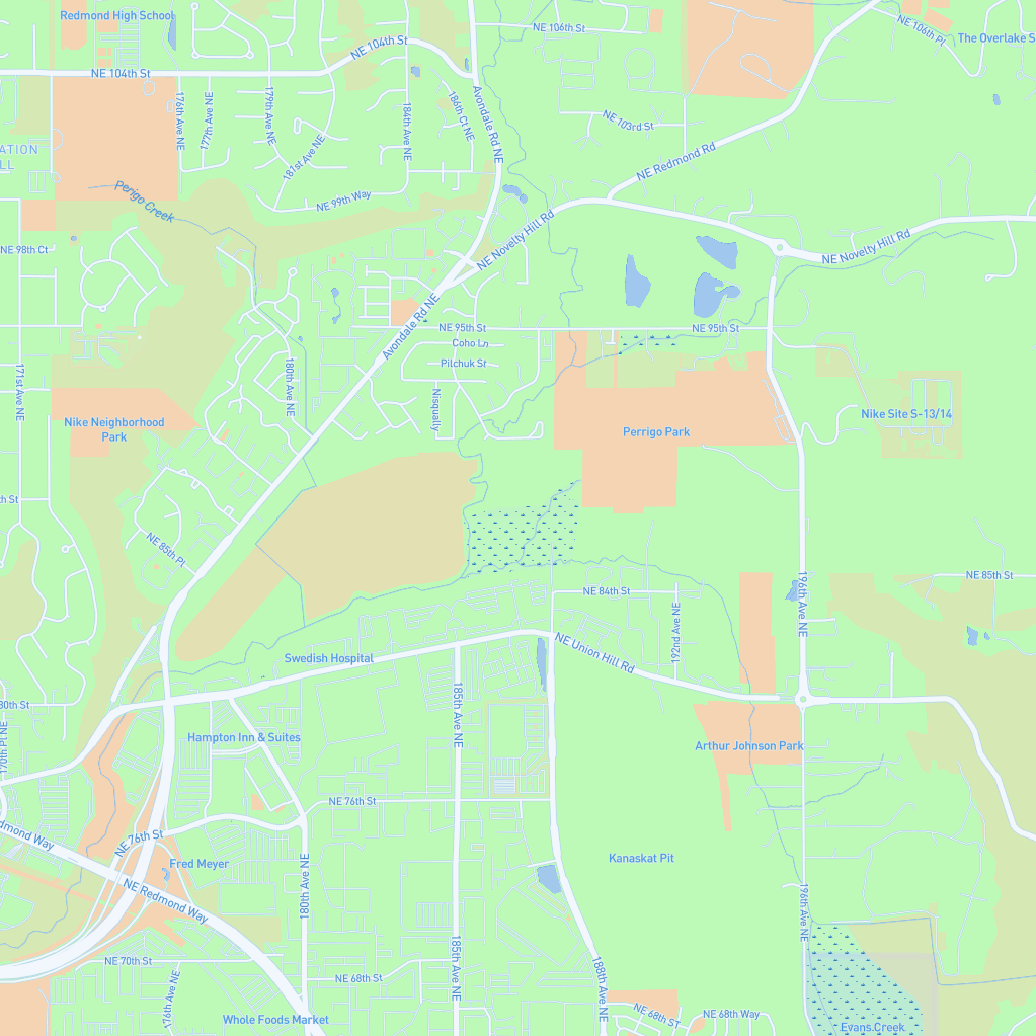 Redmond High School
NE 104th St
NE 106th St
NE 106th Pl
The Overlake S
NE 104th St
176th Ave NE
177th Ave NE
179th Ave NE
184th Ave NE
186th Ct NE
Avondale Rd NE
NE 103rd St
181st Ave NE
NE Redmond Rd
ATION
LL
Perigo Creek
NE 99th Way
NE 98th Ct
NE Novelty Hill Rd
NE Novelty Hill Rd
Avondale Rd NE
NE 95th St
NE 95th St
Coho Ln
Pilchuk St
171st Ave NE
180th Ave NE
Nisqually
Nike Neighborhood
Park
Perrigo Park
Nike Site S-13/14
th St
NE 85th Pl
NE 85th St
NE 84th St
196th Ave NE
192nd Ave NE
NE Union Hill Rd
Swedish Hospital
80th St
185th Ave NE
170th Pl NE
Hampton Inn & Suites
Arthur Johnson Park
NE 76th St
dmond Way
NE 76th St
Fred Meyer
Kanaskat Pit
NE Redmond Way
180th Ave NE
196th Ave NE
185th Ave NE
NE 70th St
188th Ave NE
NE 68th St
176th Ave NE
Whole Foods Market
NE 68th ST
NE 68th Way
Evans Creek